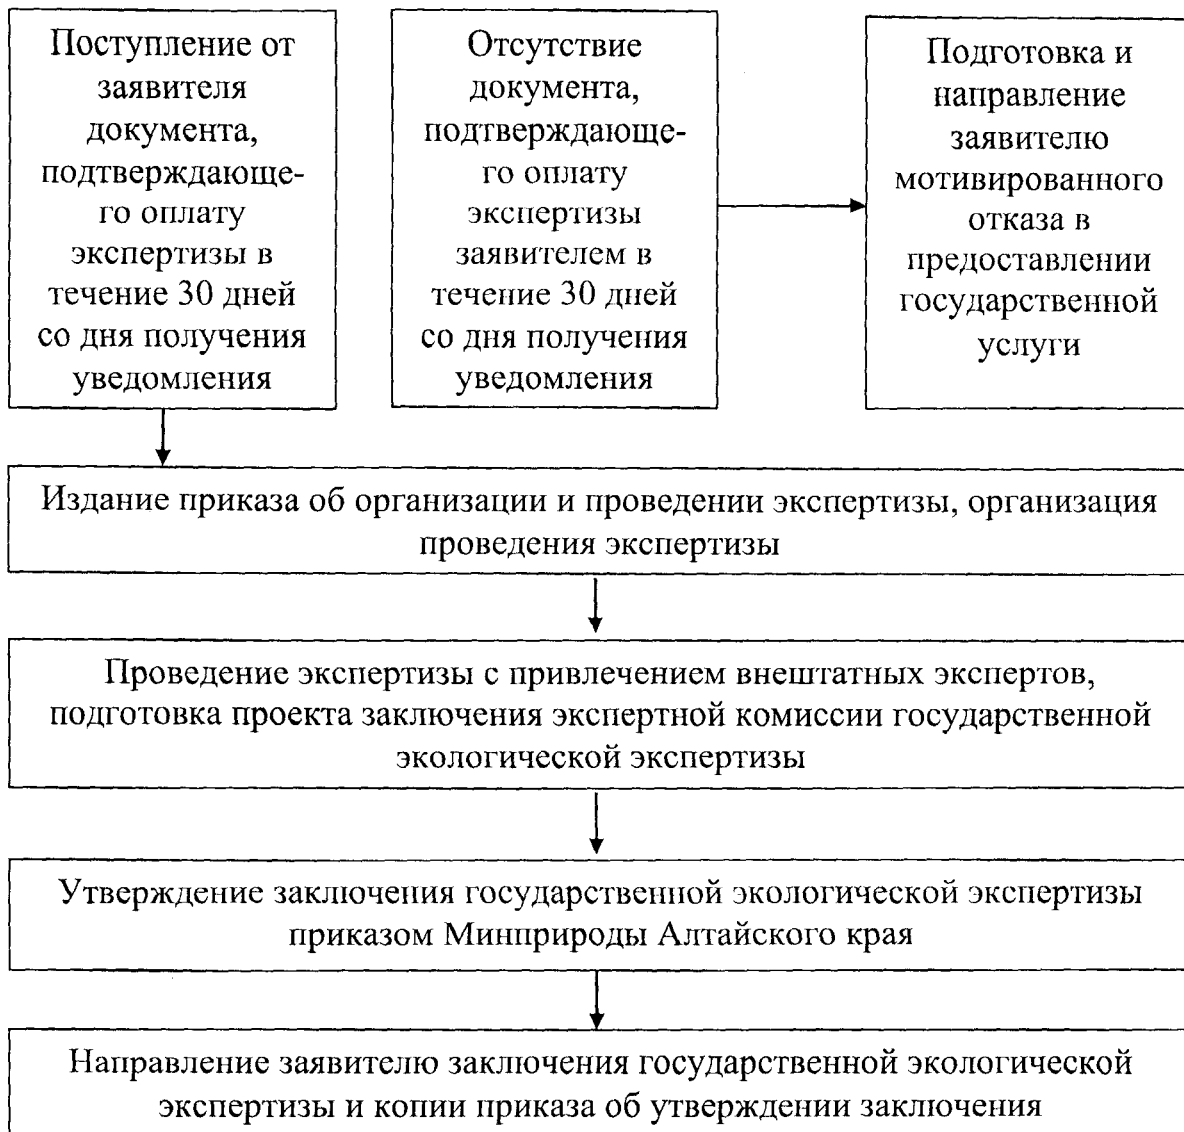 Поступление от
заявителя
документа,
подтверждающе-
го оплату
экспертизы в
течение 30 дней
со дня получения
уведомления
Отсутствие
документа,
подтверждающе-
го оплату
экспертизы
заявителем в
течение 30 дней
со дня получения
уведомления
Подготовка и
направление
заявителю
мотивированного
отказа в
предоставлении
государственной
услуги
Издание приказа об организации и проведении экспертизы, организация
проведения экспертизы
Проведение экспертизы с привлечением внештатных экспертов,
подготовка проекта заключения экспертной комиссии государственной
экологической экспертизы
Утверждение заключения государственной экологической экспертизы
приказом Минприроды Алтайского края
Направление заявителю заключения государственной экологической
экспертизы и копии приказа об утверждении заключения